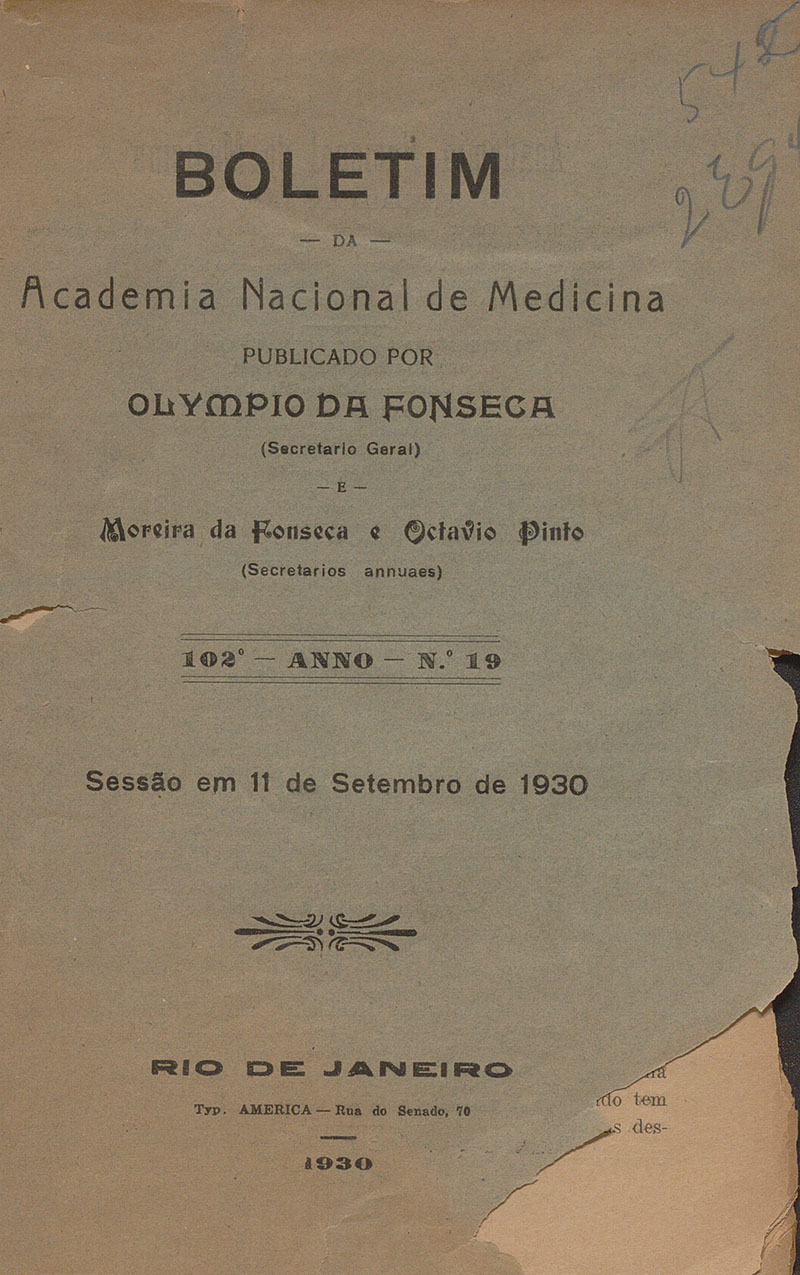 BOLETIM
— DA —
Academia Nacional de Medicina
PUBLICADO POR
OLYMPIO DA FONSECA
(Secretario Geral)
— E —
Moreira da Fonseca e Octavio Pinto
(Secretarios annuaes)
102º — ANNO — N.º 19
Sessão em 11 de Setembro de 1930
RIO DE JANEIRO
Typ. AMERICA — Rua do Senado, 70
1930
tem
des-